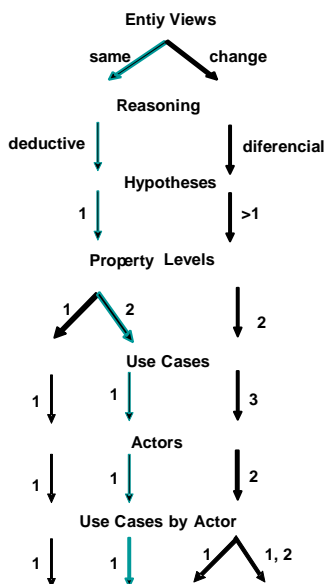 Entiy Views
same change
Reasoning
deductive diferencial
Hypotheses
1 >1
Property Levels
1 2 2
Use Cases
1 1 3
Actors
1 1 2
Use Cases by Actor
1 1 1 1, 2